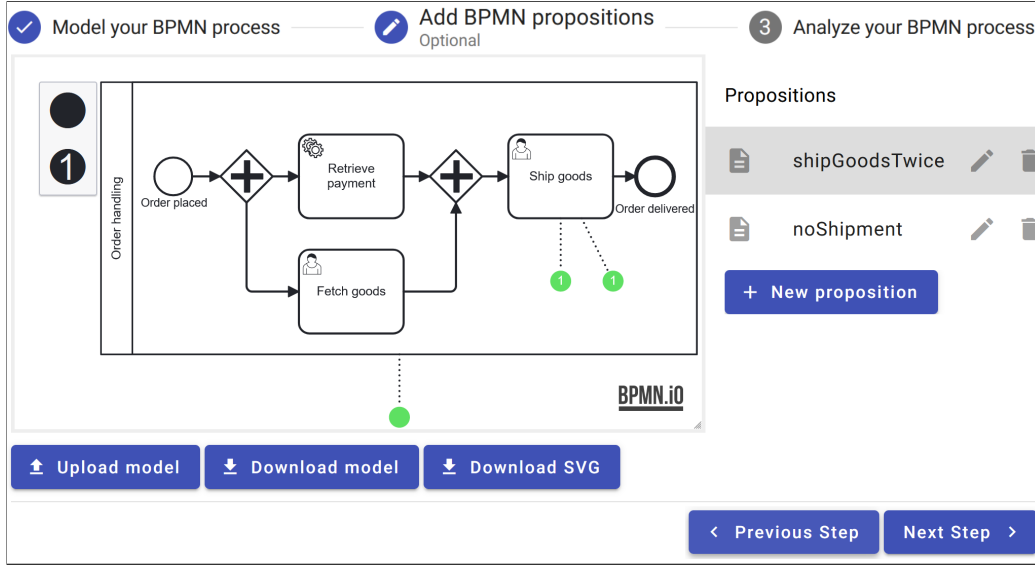 Model your BPMN process
Add BPMN propositions
Optional
3
Analyze your BPMN process
Propositions
1
Order handling
Order placed
Retrieve
payment
Fetch goods
Ship goods
Order delivered
1
1
BPMN.iO
shipGoodsTwice
noShipment
+ New proposition
Upload model
Download model
Download SVG
< Previous Step
Next Step >